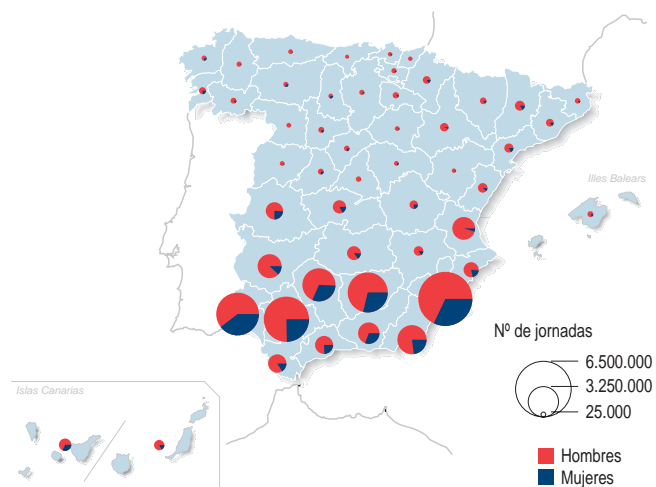 Illes Balears
Nº de jornadas
6.500.000
3.250.000
25.000
Islas Canarias
Hombres
Mujeres